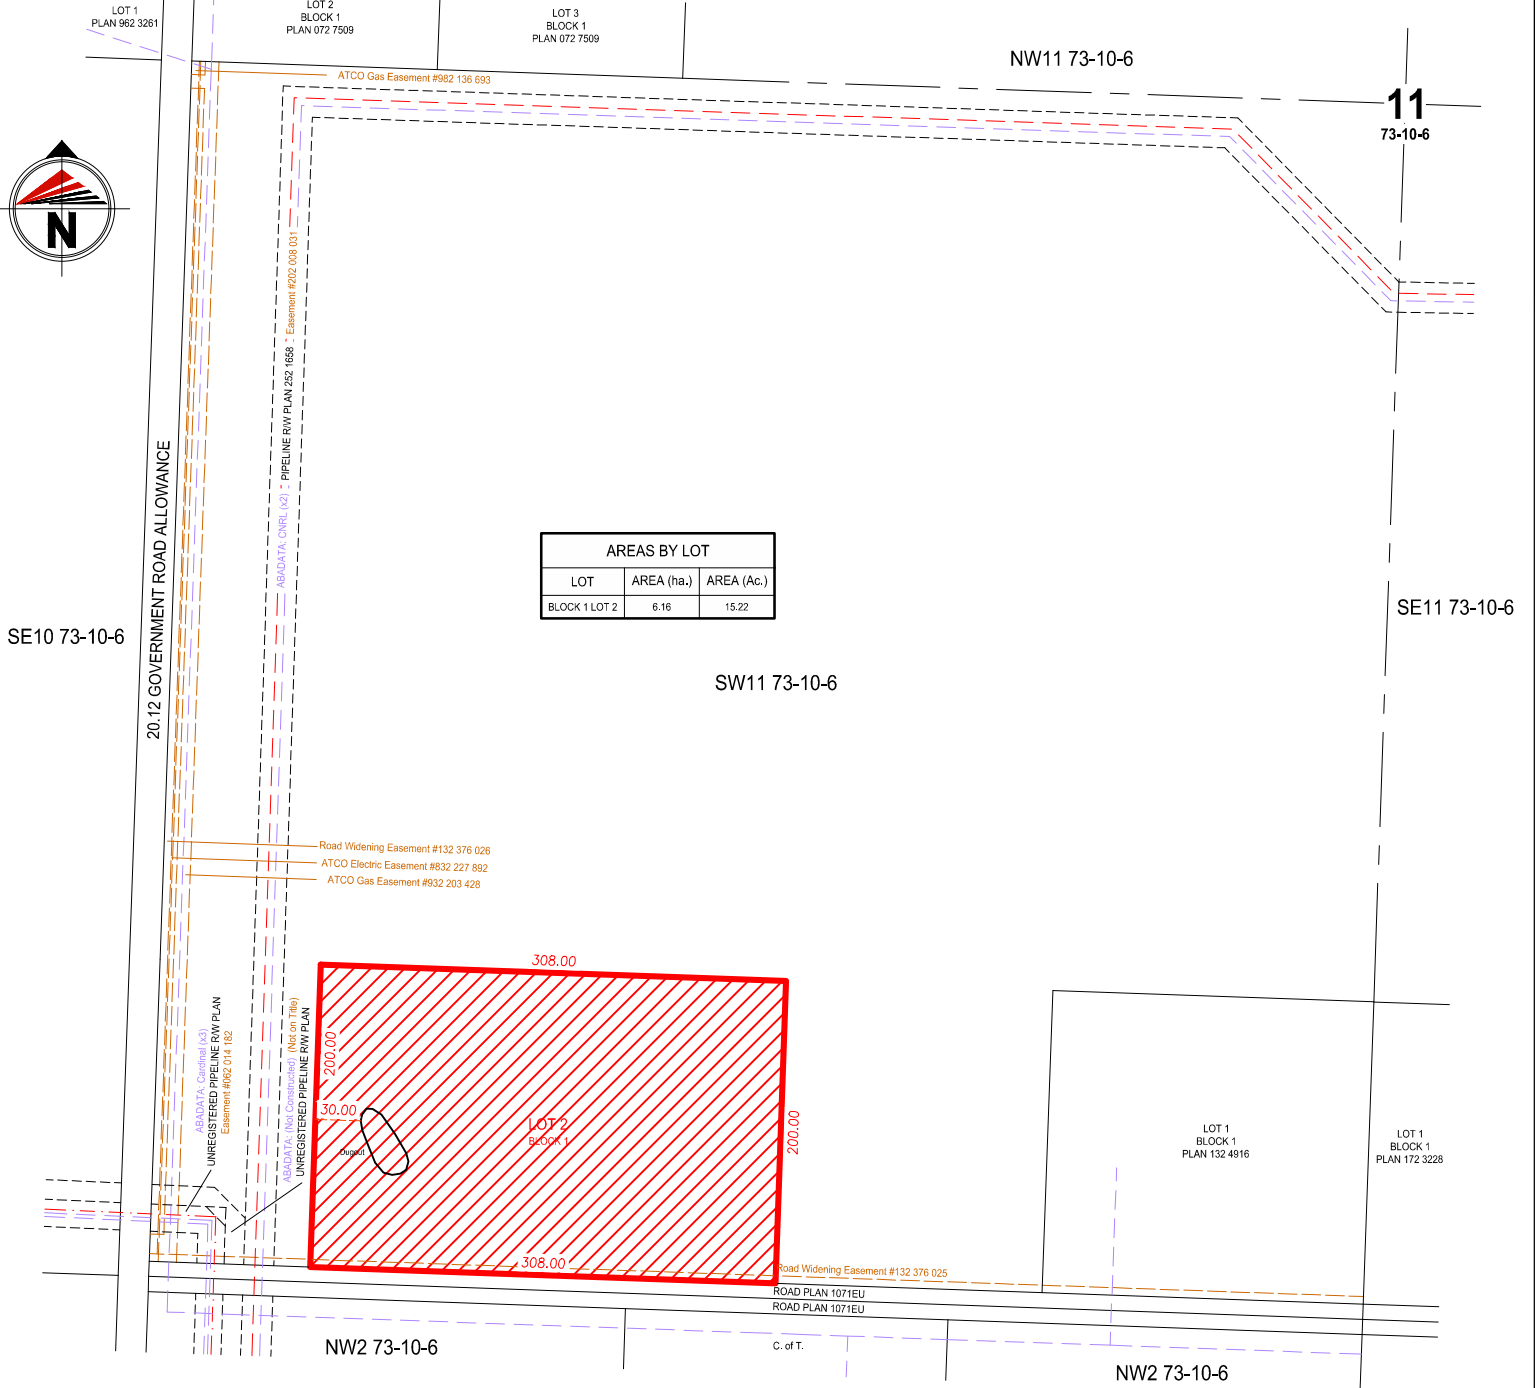 LOT 1
PLAN 962 3261
LOT 2
BLOCK 1
PLAN 072 7509
LOT 3
BLOCK 1
PLAN 072 7509
NW11 73-10-6
11
73-10-6
ATCO Gas Easement #982 136 693
N
20.12 GOVERNMENT ROAD ALLOWANCE
ABADATA: CNRL (x2) - PIPELINE R/W PLAN 252 1658 - Easement #202 008 031
AREAS BY LOT
LOT AREA (ha.) AREA (Ac.)
BLOCK 1 LOT 2 6.16 15.22
SE10 73-10-6
SE11 73-10-6
SW11 73-10-6
Road Widening Easement #132 376 026
ATCO Electric Easement #832 227 892
ATCO Gas Easement #932 203 428
308.00
200.00
30.00
LOT 2
BLOCK 1
Dugout
200.00
308.00
ABADATA: Cardinal (x3)
UNREGISTERED PIPELINE R/W PLAN
Easement #062 014 182
ABADATA: (Not Constructed) (Not on Title)
UNREGISTERED PIPELINE R/W PLAN
LOT 1
BLOCK 1
PLAN 132 4916
LOT 1
BLOCK 1
PLAN 172 3228
Road Widening Easement #132 376 025
ROAD PLAN 1071EU
ROAD PLAN 1071EU
NW2 73-10-6
C. of T.
NW2 73-10-6